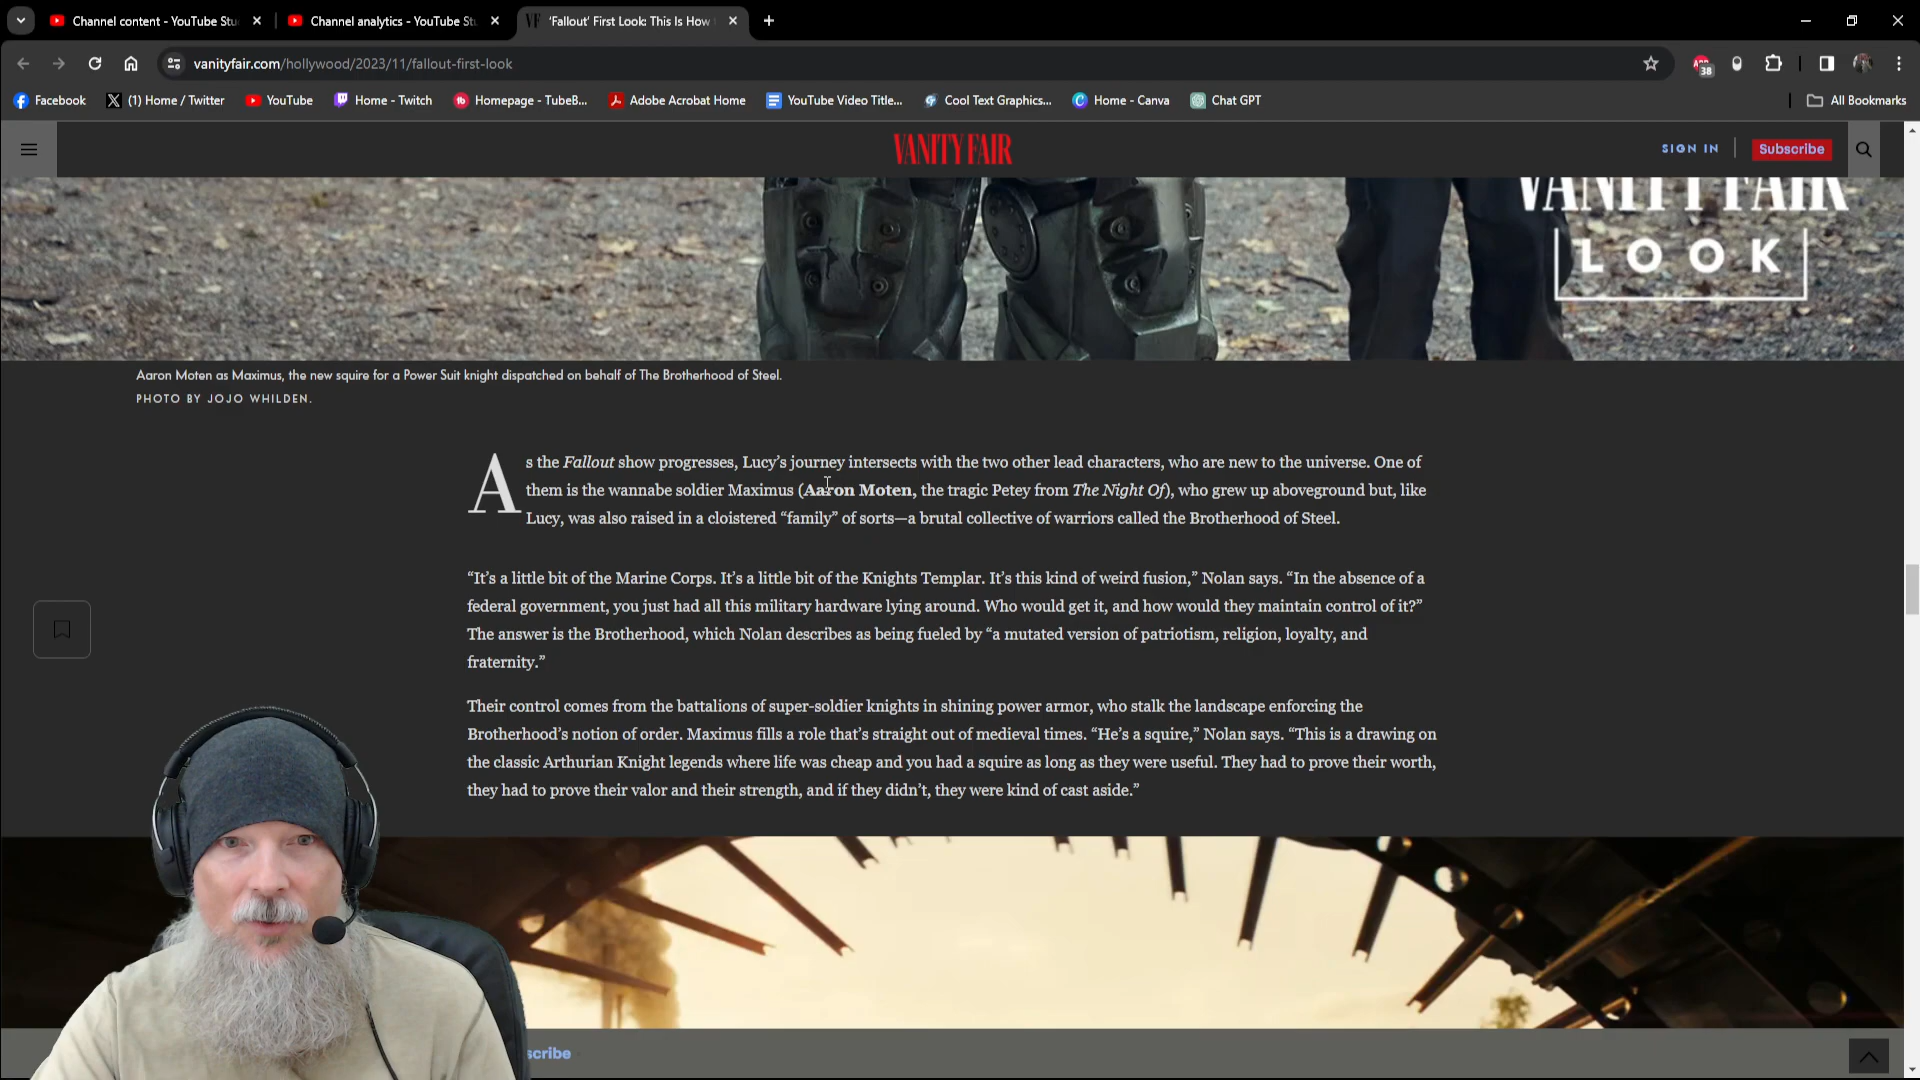 Channel content - YouTube Stu
Channel analytics - YouTube St
VF 'Fallout' First Look: This Is How
vanityfair.com/hollywood/2023/11/fallout-first-look
38
Facebook
(1) Home / Twitter
YouTube
Home - Twitch
Homepage - TubeB...
Adobe Acrobat Home
YouTube Video Title...
Cool Text Graphics...
Home - Canva
Chat GPT
All Bookmarks
VANITY FAIR
SIGN IN
Subscribe
VANITY FAIR
LOOK
Aaron Moten as Maximus, the new squire for a Power Suit knight dispatched on behalf of The Brotherhood of Steel.
PHOTO BY JOJO WHILDEN.
As the Fallout show progresses, Lucy’s journey intersects with the two other lead characters, who are new to the universe. One of
them is the wannabe soldier Maximus (Aaron Moten, the tragic Petey from The Night Of), who grew up aboveground but, like
Lucy, was also raised in a cloistered “family” of sorts—a brutal collective of warriors called the Brotherhood of Steel.
“It’s a little bit of the Marine Corps. It’s a little bit of the Knights Templar. It’s this kind of weird fusion,” Nolan says. “In the absence of a
federal government, you just had all this military hardware lying around. Who would get it, and how would they maintain control of it?”
The answer is the Brotherhood, which Nolan describes as being fueled by “a mutated version of patriotism, religion, loyalty, and
fraternity.”
Their control comes from the battalions of super-soldier knights in shining power armor, who stalk the landscape enforcing the
Brotherhood’s notion of order. Maximus fills a role that’s straight out of medieval times. “He’s a squire,” Nolan says. “This is a drawing on
the classic Arthurian Knight legends where life was cheap and you had a squire as long as they were useful. They had to prove their worth,
they had to prove their valor and their strength, and if they didn’t, they were kind of cast aside.”
scribe